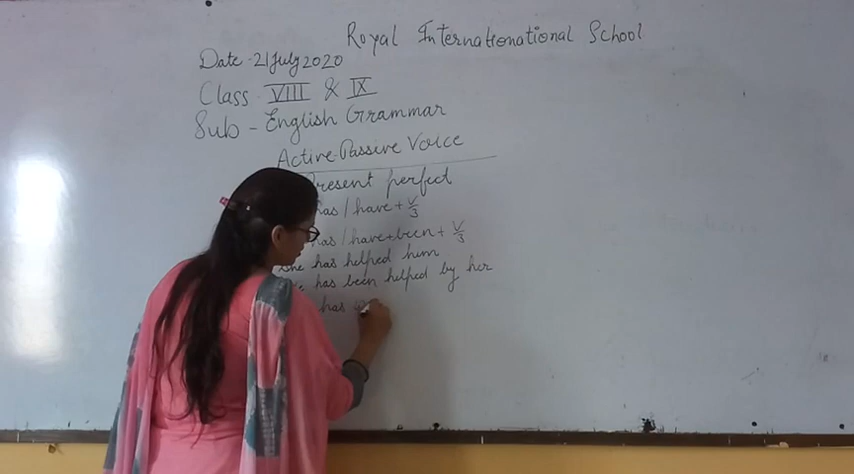 Royal Internationational School
Date - 21 July 2020
Class VIII & IX
Sub - English Grammar
Active-Passive Voice
Present perfect
has / have + V3
has / have + been + V3
She has helped him
has been helped by her
has